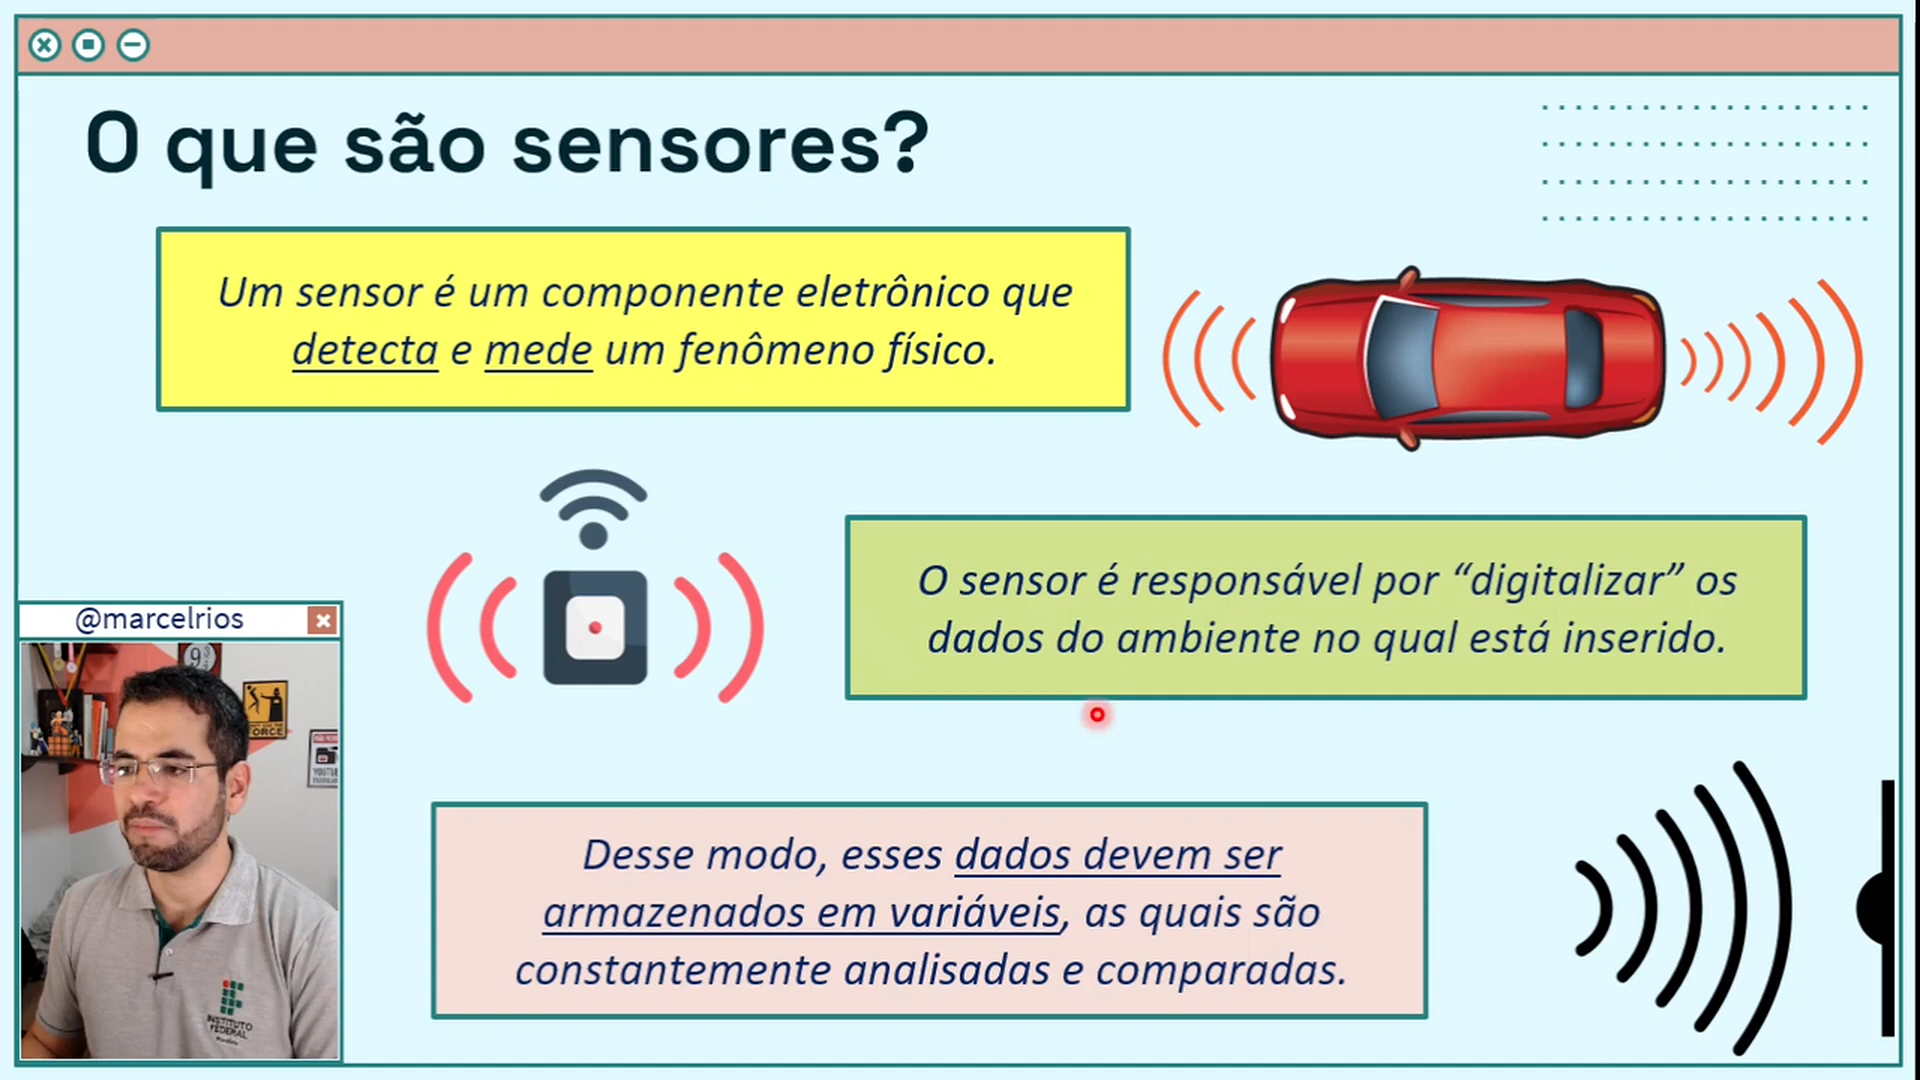 O que são sensores?
Um sensor é um componente eletrônico que
detecta e mede um fenômeno físico.
O sensor é responsável por “digitalizar” os
dados do ambiente no qual está inserido.
@marcelrios
Desse modo, esses dados devem ser
armazenados em variáveis, as quais são
constantemente analisadas e comparadas.
INSTITUTO
FEDERAL